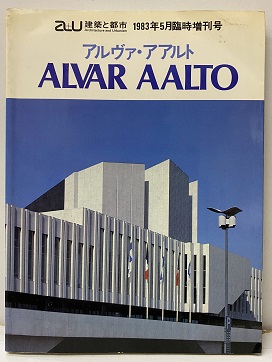 a+u 建築と都市 1983年5月臨時増刊号
Architecture and Urbanism
アルヴァ・アアルト
ALVAR AALTO